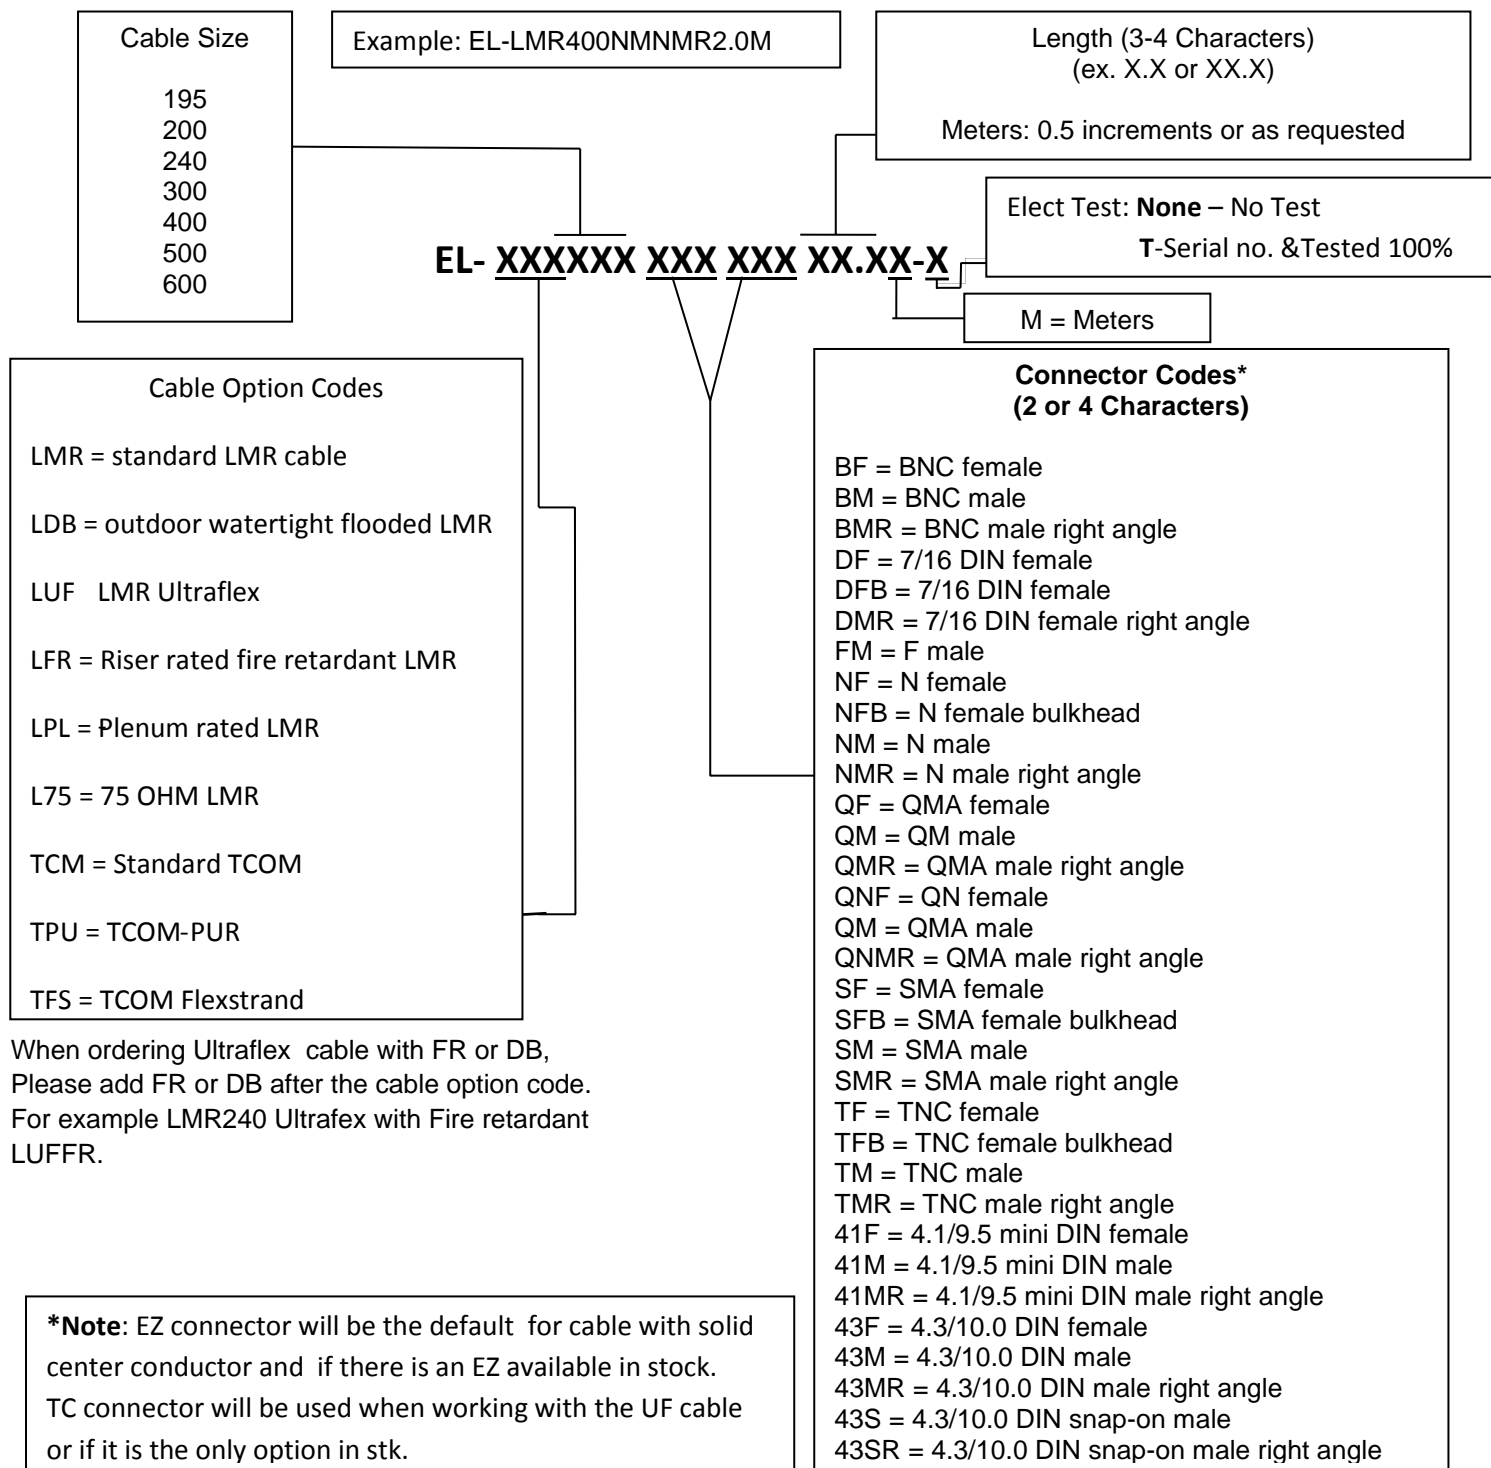 Cable Size
195
200
240
300
400
500
600
Example: EL-LMR400NMNMR2.0M
Length (3-4 Characters)
(ex. X.X or XX.X)
Meters: 0.5 increments or as requested
Elect Test: None – No Test
T-Serial no. &Tested 100%
EL- XXXXXX XXX XXX XX.XX-X
M = Meters
Cable Option Codes
LMR = standard LMR cable
LDB = outdoor watertight flooded LMR
LUF LMR Ultraflex
LFR = Riser rated fire retardant LMR
LPL = Plenum rated LMR
L75 = 75 OHM LMR
TCM = Standard TCOM
TPU = TCOM-PUR
TFS = TCOM Flexstrand
When ordering Ultraflex cable with FR or DB,
Please add FR or DB after the cable option code.
For example LMR240 Ultrafex with Fire retardant
LUFFR.
*Note: EZ connector will be the default for cable with solid
center conductor and if there is an EZ available in stock.
TC connector will be used when working with the UF cable
or if it is the only option in stk.
Connector Codes*
(2 or 4 Characters)
BF = BNC female
BM = BNC male
BMR = BNC male right angle
DF = 7/16 DIN female
DFB = 7/16 DIN female
DMR = 7/16 DIN female right angle
FM = F male
NF = N female
NFB = N female bulkhead
NM = N male
NMR = N male right angle
QF = QMA female
QM = QM male
QMR = QMA male right angle
QNF = QN female
QM = QMA male
QNMR = QMA male right angle
SF = SMA female
SFB = SMA female bulkhead
SM = SMA male
SMR = SMA male right angle
TF = TNC female
TFB = TNC female bulkhead
TM = TNC male
TMR = TNC male right angle
41F = 4.1/9.5 mini DIN female
41M = 4.1/9.5 mini DIN male
41MR = 4.1/9.5 mini DIN male right angle
43F = 4.3/10.0 DIN female
43M = 4.3/10.0 DIN male
43MR = 4.3/10.0 DIN male right angle
43S = 4.3/10.0 DIN snap-on male
43SR = 4.3/10.0 DIN snap-on male right angle